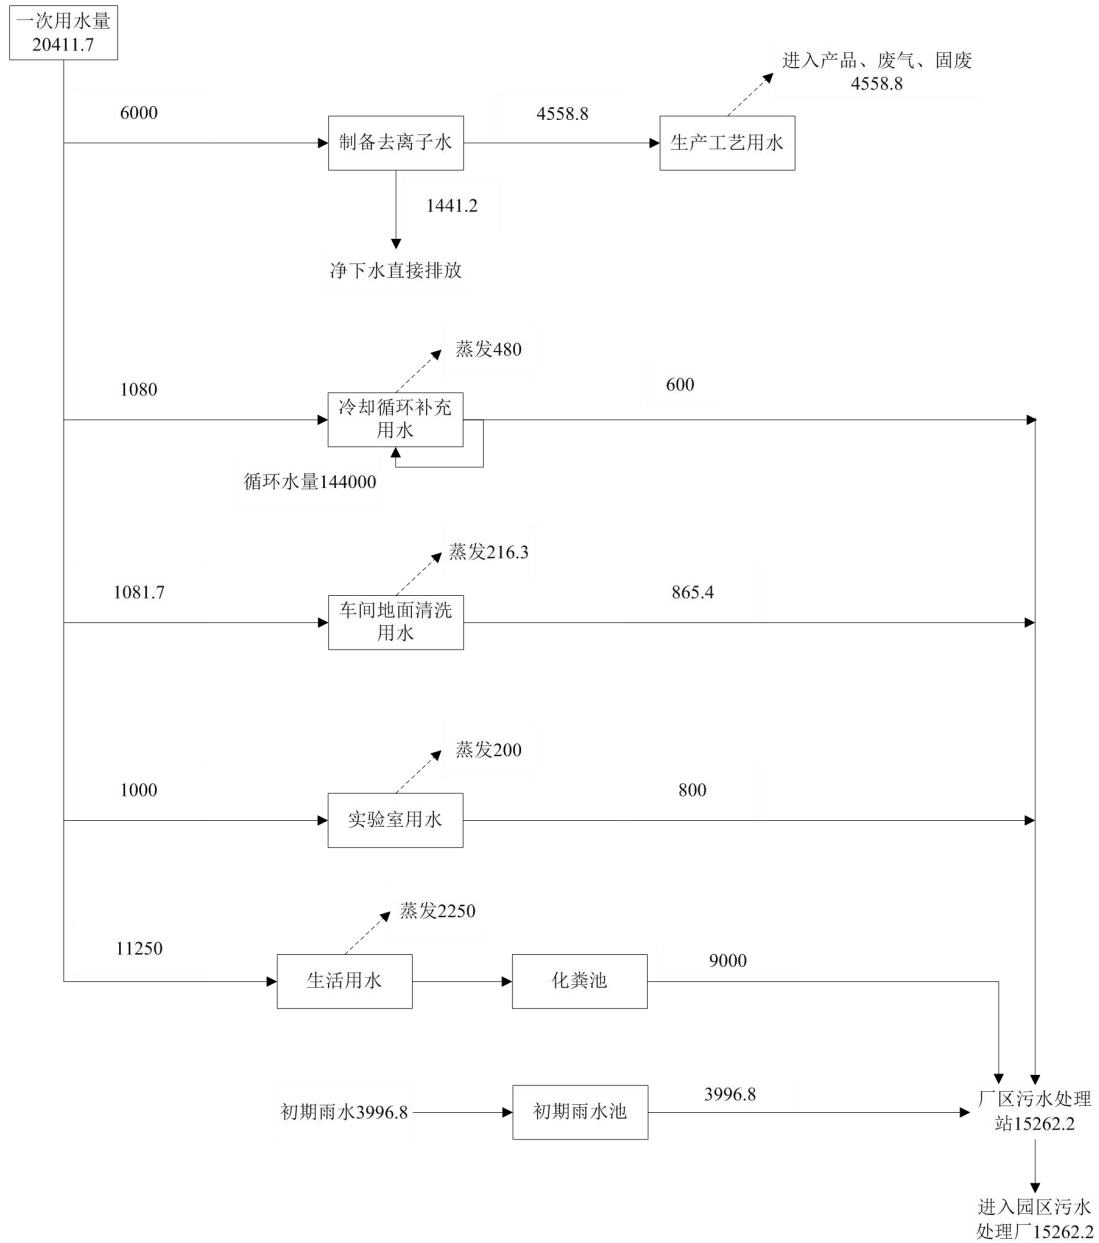 一次用水量
20411.7
进入产品、废气、固废
4558.8
6000
制备去离子水
4558.8
生产工艺用水
1441.2
净下水直接排放
蒸发480
1080
冷却循环补充
用水
600
循环水量144000
蒸发216.3
1081.7
车间地面清洗
用水
865.4
蒸发200
1000
实验室用水
800
蒸发2250
11250
生活用水
化粪池
9000
初期雨水3996.8
初期雨水池
3996.8
厂区污水处理
站15262.2
进入园区污水
处理厂15262.2